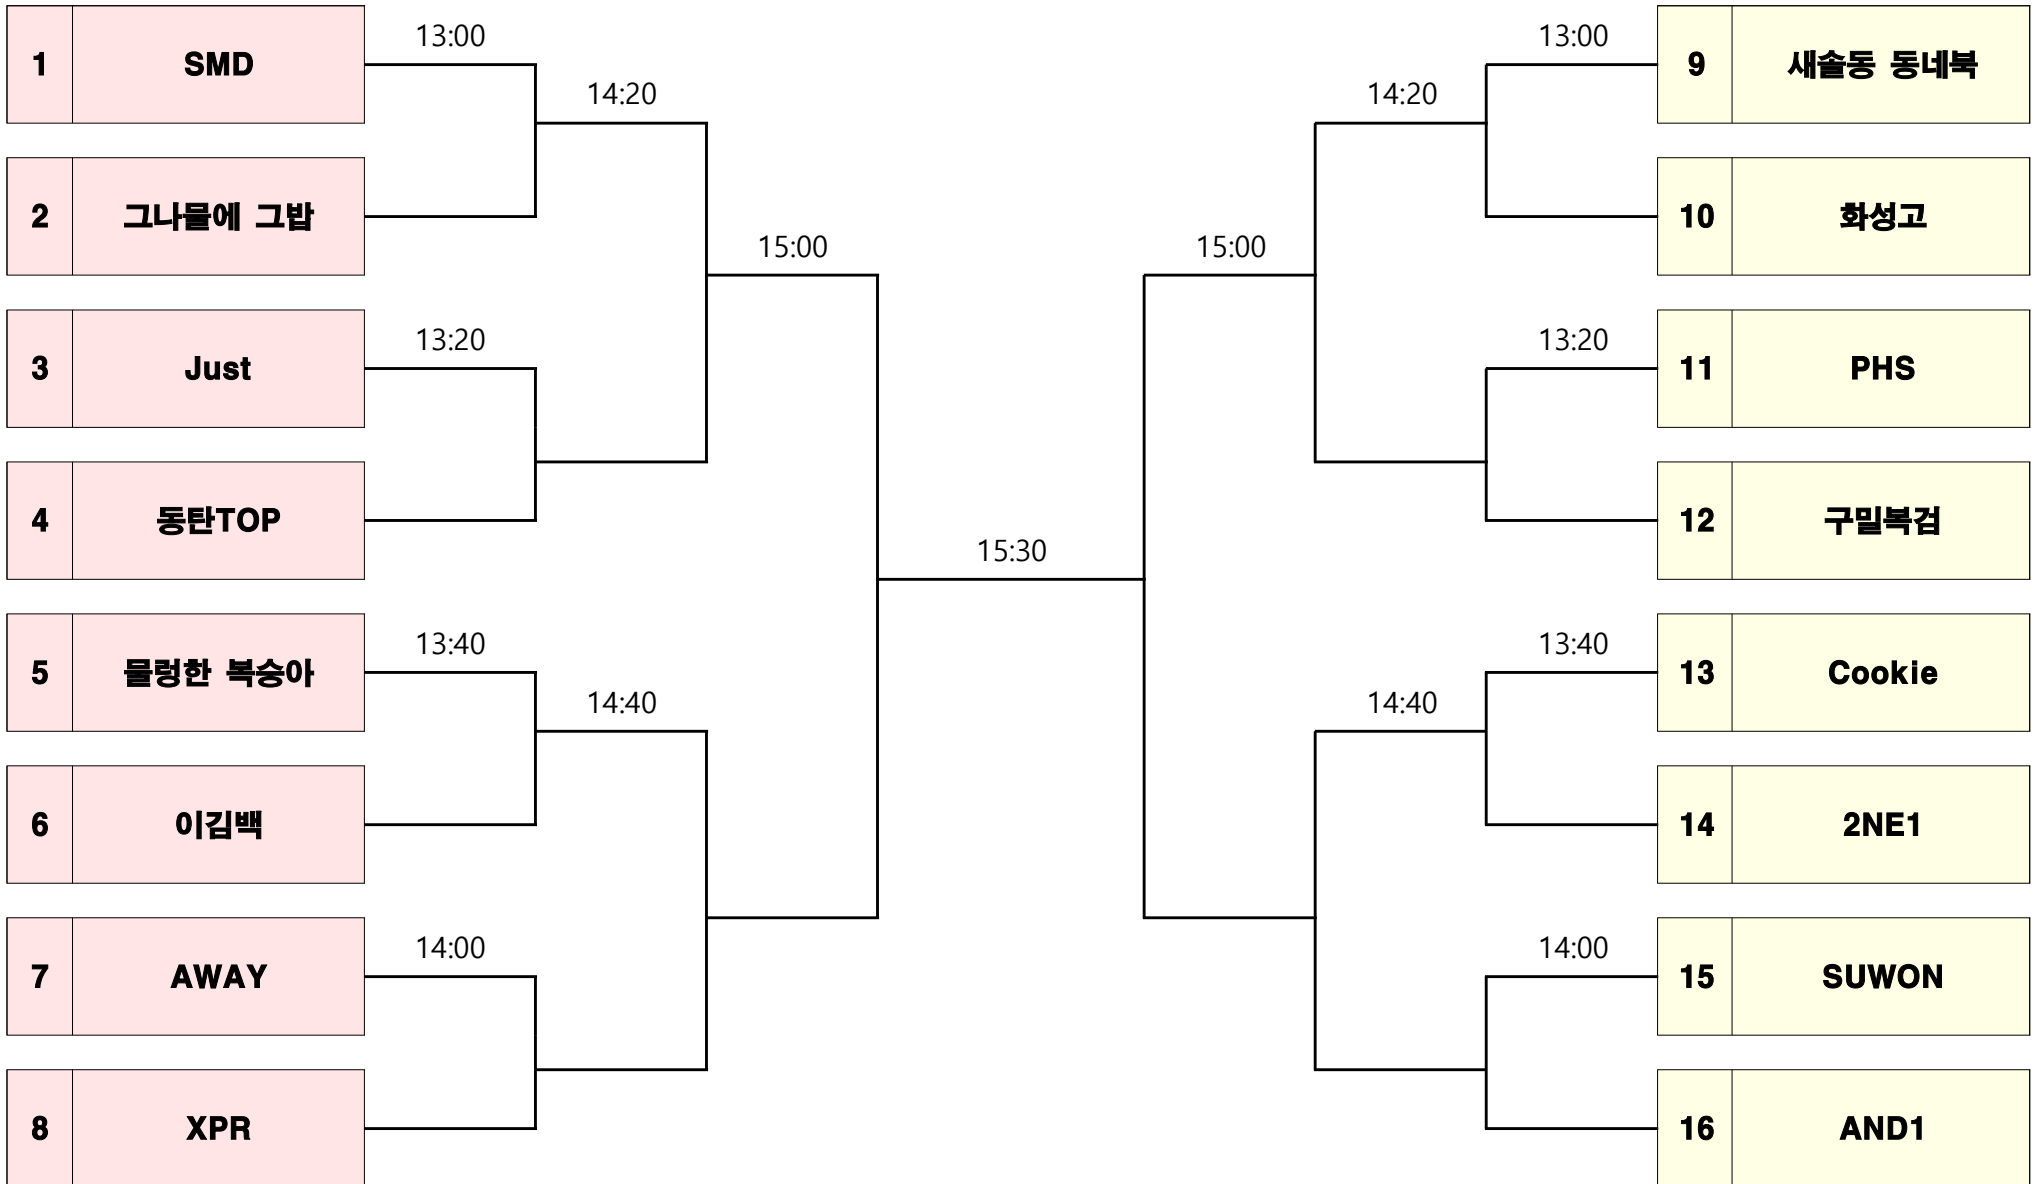 1 SMD
13:00
14:20
2 그나물에 그밥
15:00
3 Just
13:20
4 동탄TOP
15:30
5 물렁한 복숭아
13:40
14:40
6 이김백
7 AWAY
14:00
8 XPR
13:00
9 새솔동 동네북
14:20
10 화성고
15:00
13:20
11 PHS
12 구밀복검
13:40
13 Cookie
14:40
14 2NE1
14:00
15 SUWON
16 AND1